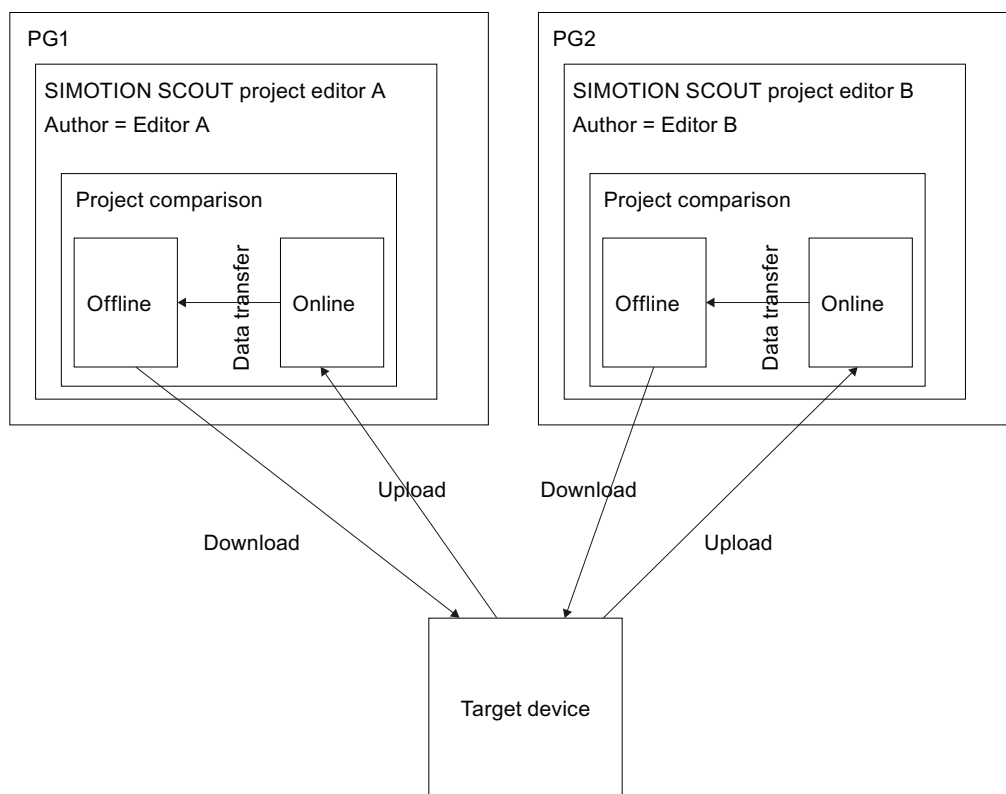 PG1
SIMOTION SCOUT project editor A
Author = Editor A
Project comparison
Offline
Data transfer
Online
PG2
SIMOTION SCOUT project editor B
Author = Editor B
Project comparison
Offline
Data transfer
Online
Upload
Download
Download
Upload
Target device